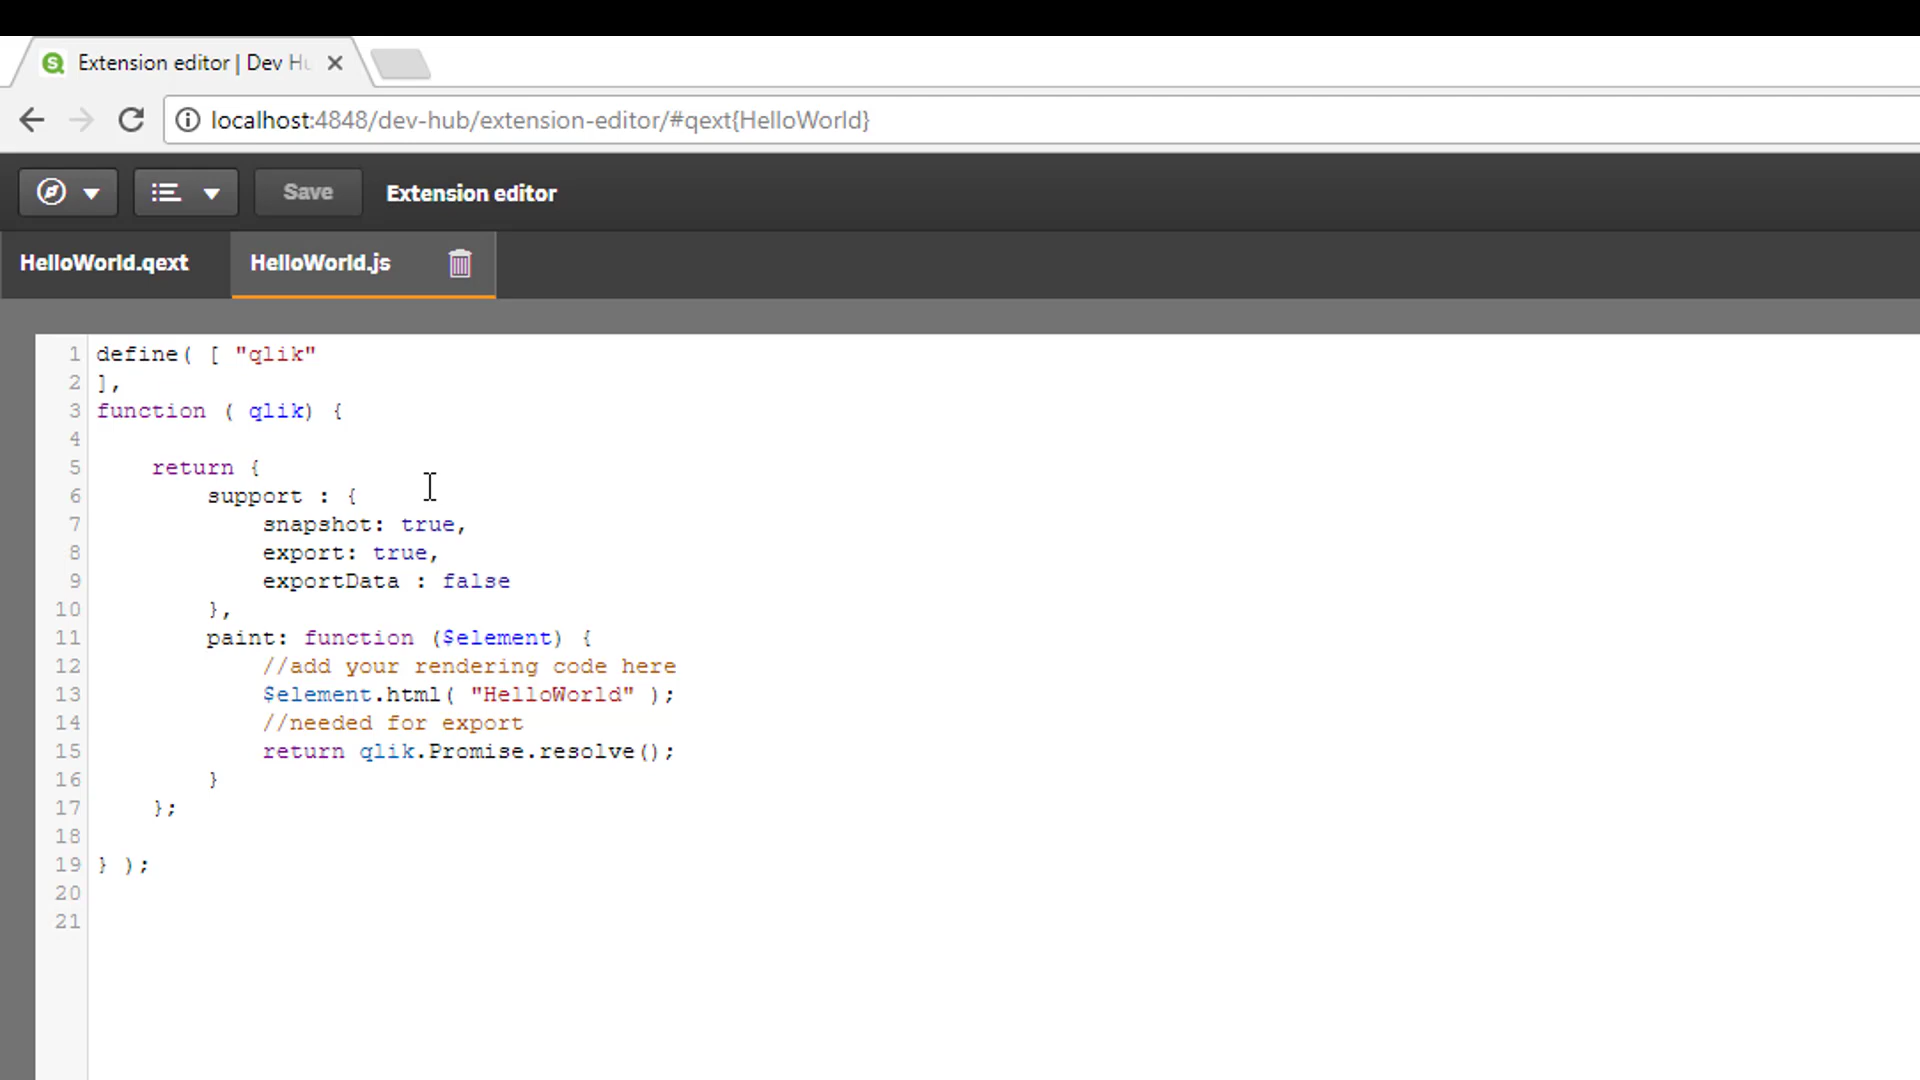 Extension editor | Dev Hu
localhost:4848/dev-hub/extension-editor/#qext{HelloWorld}
Save Extension editor
HelloWorld.qext HelloWorld.js
1 define( [ "qlik"
2 ],
3 function ( qlik) {
4
5 return {
6 support : {
7 snapshot: true,
8 export: true,
9 exportData : false
10 },
11 paint: function ($element) {
12 //add your rendering code here
13 $element.html( "HelloWorld" );
14 //needed for export
15 return qlik.Promise.resolve();
16 }
17 };
18
19 } );
20
21